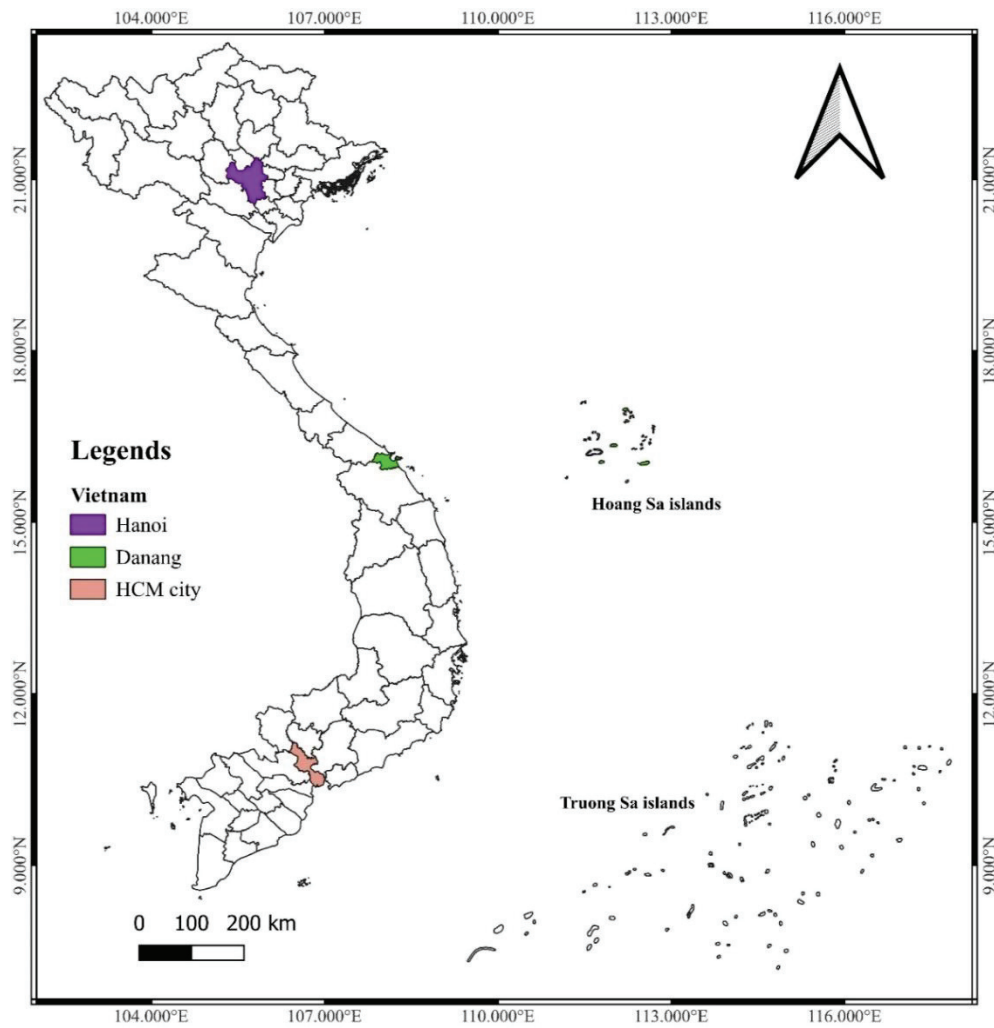 104.000°E 107.000°E 110.000°E 113.000°E 116.000°E
21.000°N 21.000°N
18.000°N 18.000°N
Legends
Vietnam
Hanoi
Danang
HCM city
Hoang Sa islands
15.000°N 15.000°N
12.000°N 12.000°N
Truong Sa islands
9.000°N 9.000°N
0 100 200 km
104.000°E 107.000°E 110.000°E 113.000°E 116.000°E